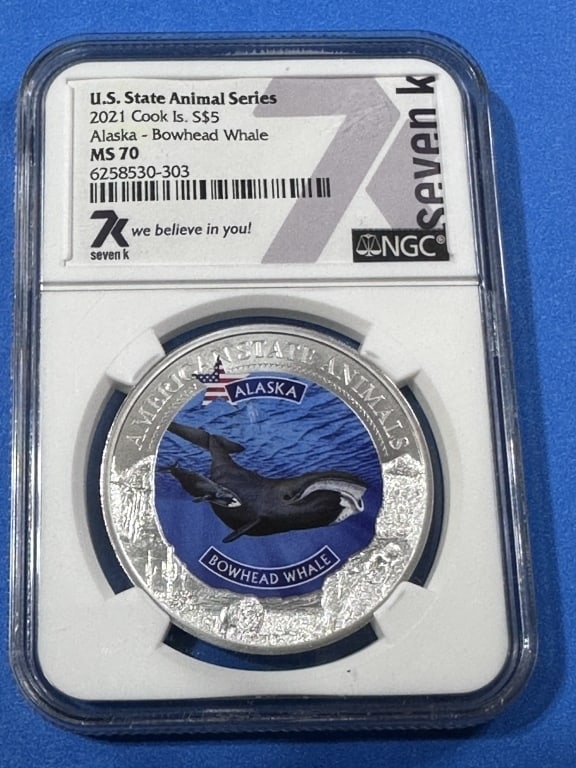 U.S. State Animal Series
2021 Cook Is. S$5
Alaska - Bowhead Whale
MS 70
6258530-303
7k we believe in you!
seven k
NGC®
7k
seven k
AMERICAN STATE ANIMALS
ALASKA
BOWHEAD WHALE